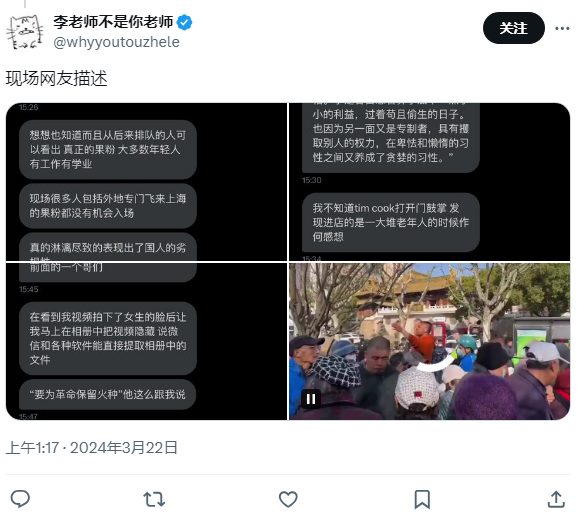 李老师不是你老师
@whyyoutouzhele
关注
现场网友描述
15:26
想想也知道而且从后来排队的人可
以看出 真正的果粉 大多数年轻人
有工作有学业
现场很多人包括外地专门飞来上海
的果粉都没有机会入场
真的淋漓尽致的表现出了国人的劣
小的利益，过着苟且偷生的日子。
也因为另一面又是专制者，具有攫
取别人的权力，在卑怯和懒惰的习
性之间又养成了贪婪的习性。”
15:30
我不知道tim cook打开门鼓掌 发
现进店的是一大堆老年人的时候作
何感想
15:34
前面的一个哥们
15:45
在看到我视频拍下了女生的脸后让
我马上在相册中把视频隐藏 说微
信和各种软件能直接提取相册中的
文件
“要为革命保留火种”他这么跟我说
15:47
上午1:17 · 2024年3月22日